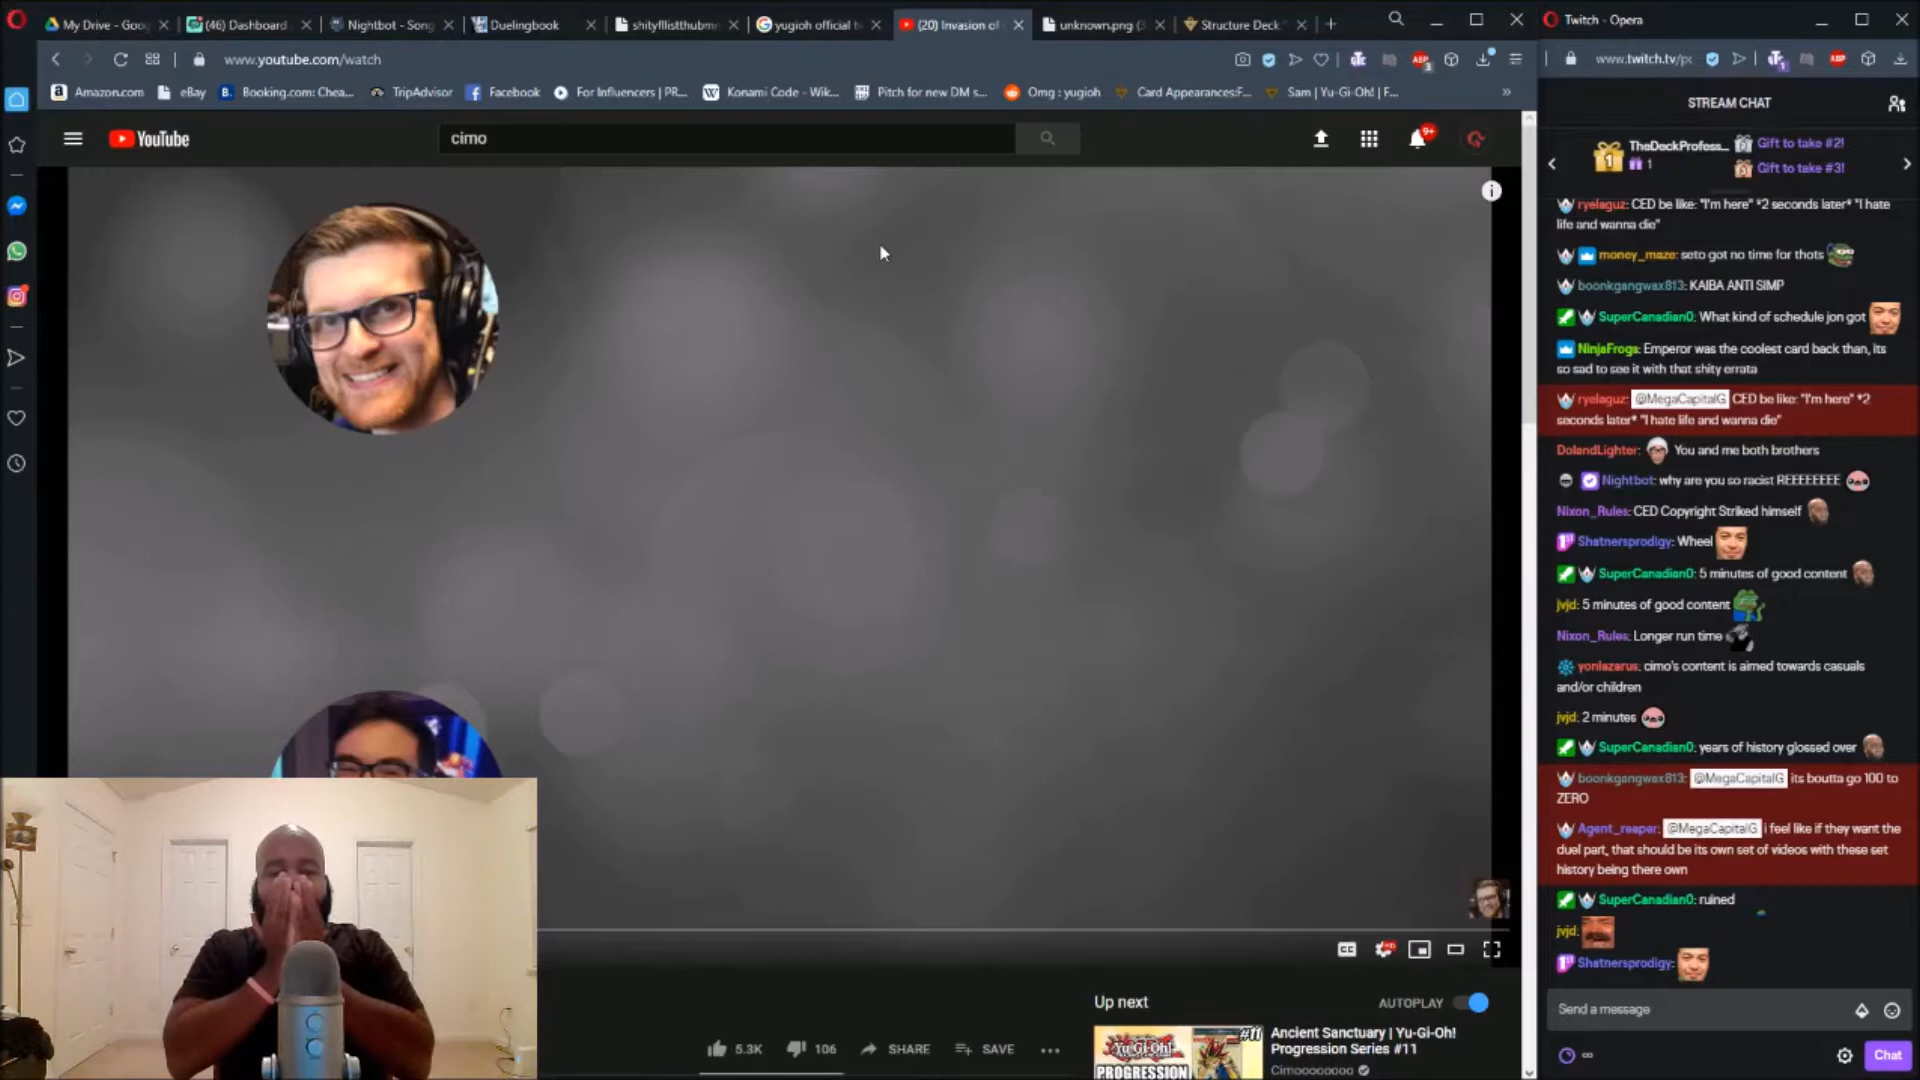 My Drive - Goog
(46) Dashboard
Nightbot - Song
Duelingbook
shityfllistthubmn
yugioh official tw
(20) Invasion of
unknown.png (
Structure Deck
Twitch - Opera
www.youtube.com/watch
www.twitch.tv/po
Amazon.com
eBay
Booking.com: Chea...
TripAdvisor
Facebook
For Influencers | PR...
Konami Code - Wik...
Pitch for new DM s...
Omg : yugioh
Card Appearances:F...
Sam | Yu-Gi-Oh! | F...
STREAM CHAT
YouTube
cimo
9+
TheDeckProfess...
1
Gift to take #2!
Gift to take #3!
ryelaguz: CED be like: "I'm here" *2 seconds later* "I hate
life and wanna die"
money_maze: seto got no time for thots
boonkgangwax813: KAIBA ANTI SIMP
SuperCanadian0: What kind of schedule jon got
NinjaFrogs: Emperor was the coolest card back than, its
so sad to see it with that shity errata
ryelaguz: @MegaCapitalG CED be like: "I'm here" *2
seconds later* "I hate life and wanna die"
DolandLighter: You and me both brothers
Nightbot: why are you so racist REEEEEEEE
Nixon_Rules: CED Copyright Striked himself
Shatnersprodigy: Wheel
SuperCanadian0: 5 minutes of good content
jvjd: 5 minutes of good content
Nixon_Rules: Longer run time
yonlazarus: cimo's content is aimed towards casuals
and/or children
jvjd: 2 minutes
SuperCanadian0: years of history glossed over
boonkgangwax813: @MegaCapitalG its boutta go 100 to
ZERO
Agent_reaper: @MegaCapitalG i feel like if they want the
duel part, that should be its own set of videos with these set
history being there own
SuperCanadian0: ruined
jvjd:
Shatnersprodigy:
Send a message
Chat
Up next
AUTOPLAY
5.3K
106
SHARE
SAVE
Yu-Gi-Oh!
PROGRESSION
#11
Ancient Sanctuary | Yu-Gi-Oh!
Progression Series #11
Cimoooooooo